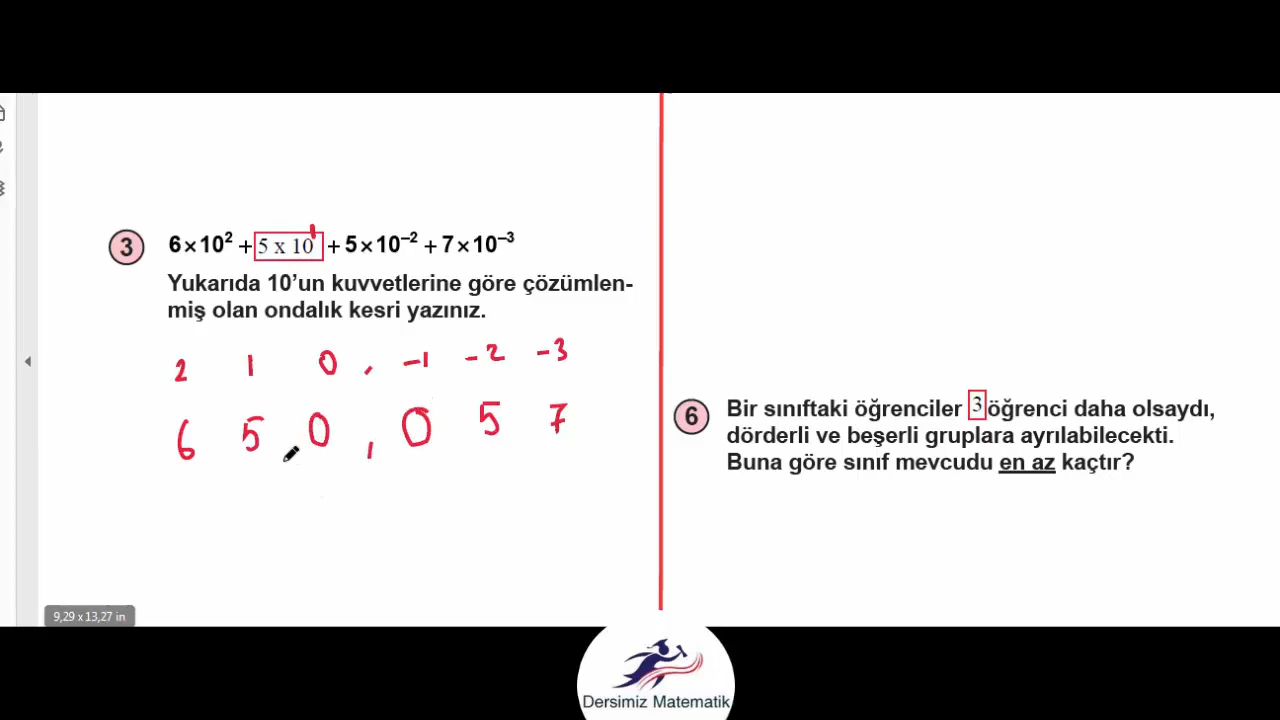 3
6×10² + 5 x 10¹ + 5×10⁻² + 7×10⁻³
Yukarıda 10’un kuvvetlerine göre çözümlen-
miş olan ondalık kesri yazınız.
2 1 0 , -1 -2 -3
6 5 0 , 0 5 7
6
Bir sınıftaki öğrenciler 3 öğrenci daha olsaydı,
dörderli ve beşerli gruplara ayrılabilecekti.
Buna göre sınıf mevcudu en az kaçtır?
9,29 x 13,27 in
Dersimiz Matematik